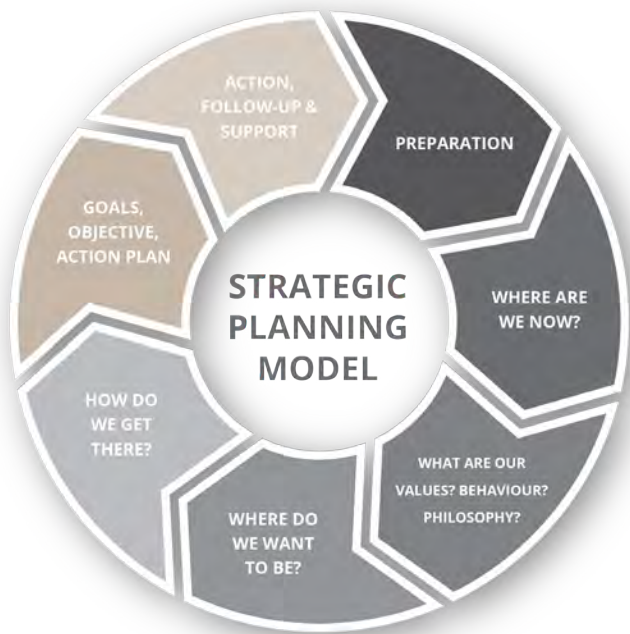 STRATEGIC
PLANNING
MODEL
PREPARATION
WHERE ARE
WE NOW?
WHAT ARE OUR
VALUES? BEHAVIOUR?
PHILOSOPHY?
WHERE DO
WE WANT
TO BE?
HOW DO
WE GET
THERE?
GOALS,
OBJECTIVE,
ACTION PLAN
ACTION,
FOLLOW-UP &
SUPPORT